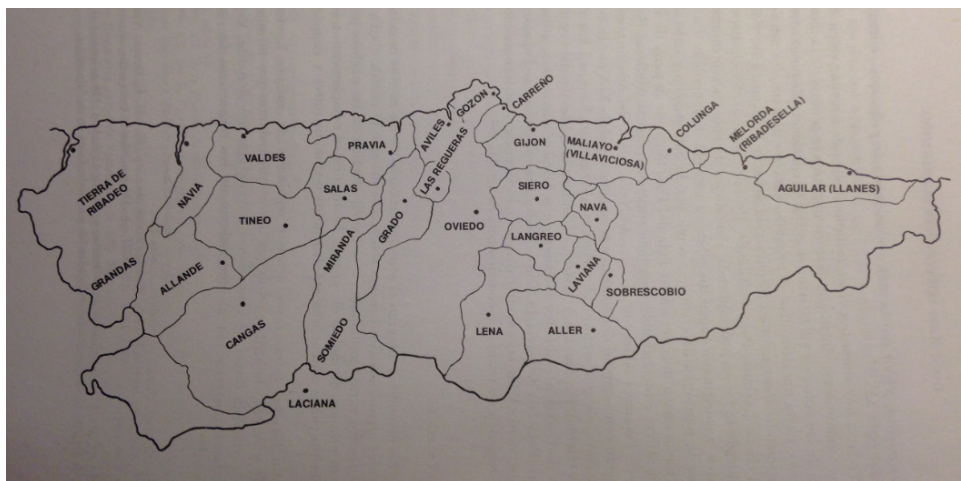 GOZON
CARREÑO
AVILES
LAS REGUERAS
COLUNGA
MELORDA
(RIBADESELLA)
TIERRA DE
RIBADEO
NAVIA
VALDES
PRAVIA
GIJON
MALIAYO
(VILLAVICIOSA)
SALAS
SIERO
AGUILAR (LLANES)
TINEO
MIRANDA
GRADO
OVIEDO
NAVA
LANGREO
GRANDAS
ALLANDE
LAVIANA
SOBRESCOBIO
CANGAS
SOMIEDO
LENA
ALLER
LACIANA